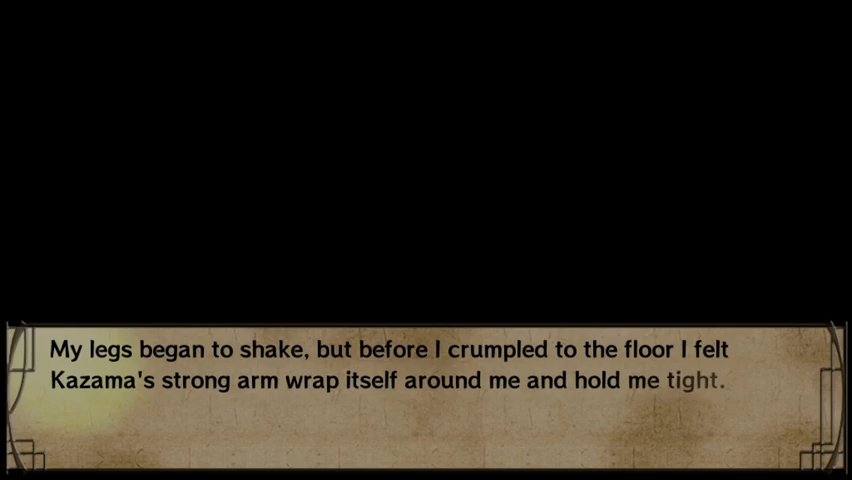 My legs began to shake, but before I crumpled to the floor I felt
Kazama's strong arm wrap itself around me and hold me tight.